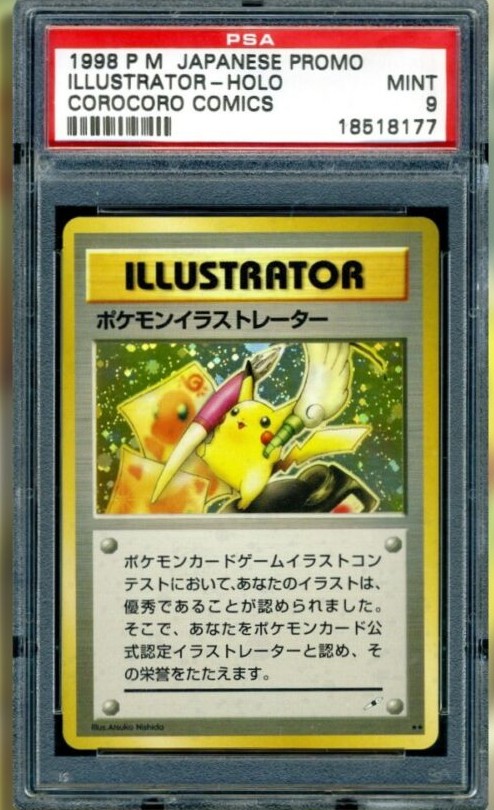 PSA
1998 P M JAPANESE PROMO
ILLUSTRATOR-HOLO MINT
COROCORO COMICS 9
18518177
ILLUSTRATOR
ポケモンイラストレーター
ポケモンカードゲームイラストコン
テストにおいて、あなたのイラストは、
優秀であることが認められました。
そこで、あなたをポケモンカード公
式認定イラストレーターと認め、そ
の栄誉をたたえます。
Illus.Atsuko Nishida
★★